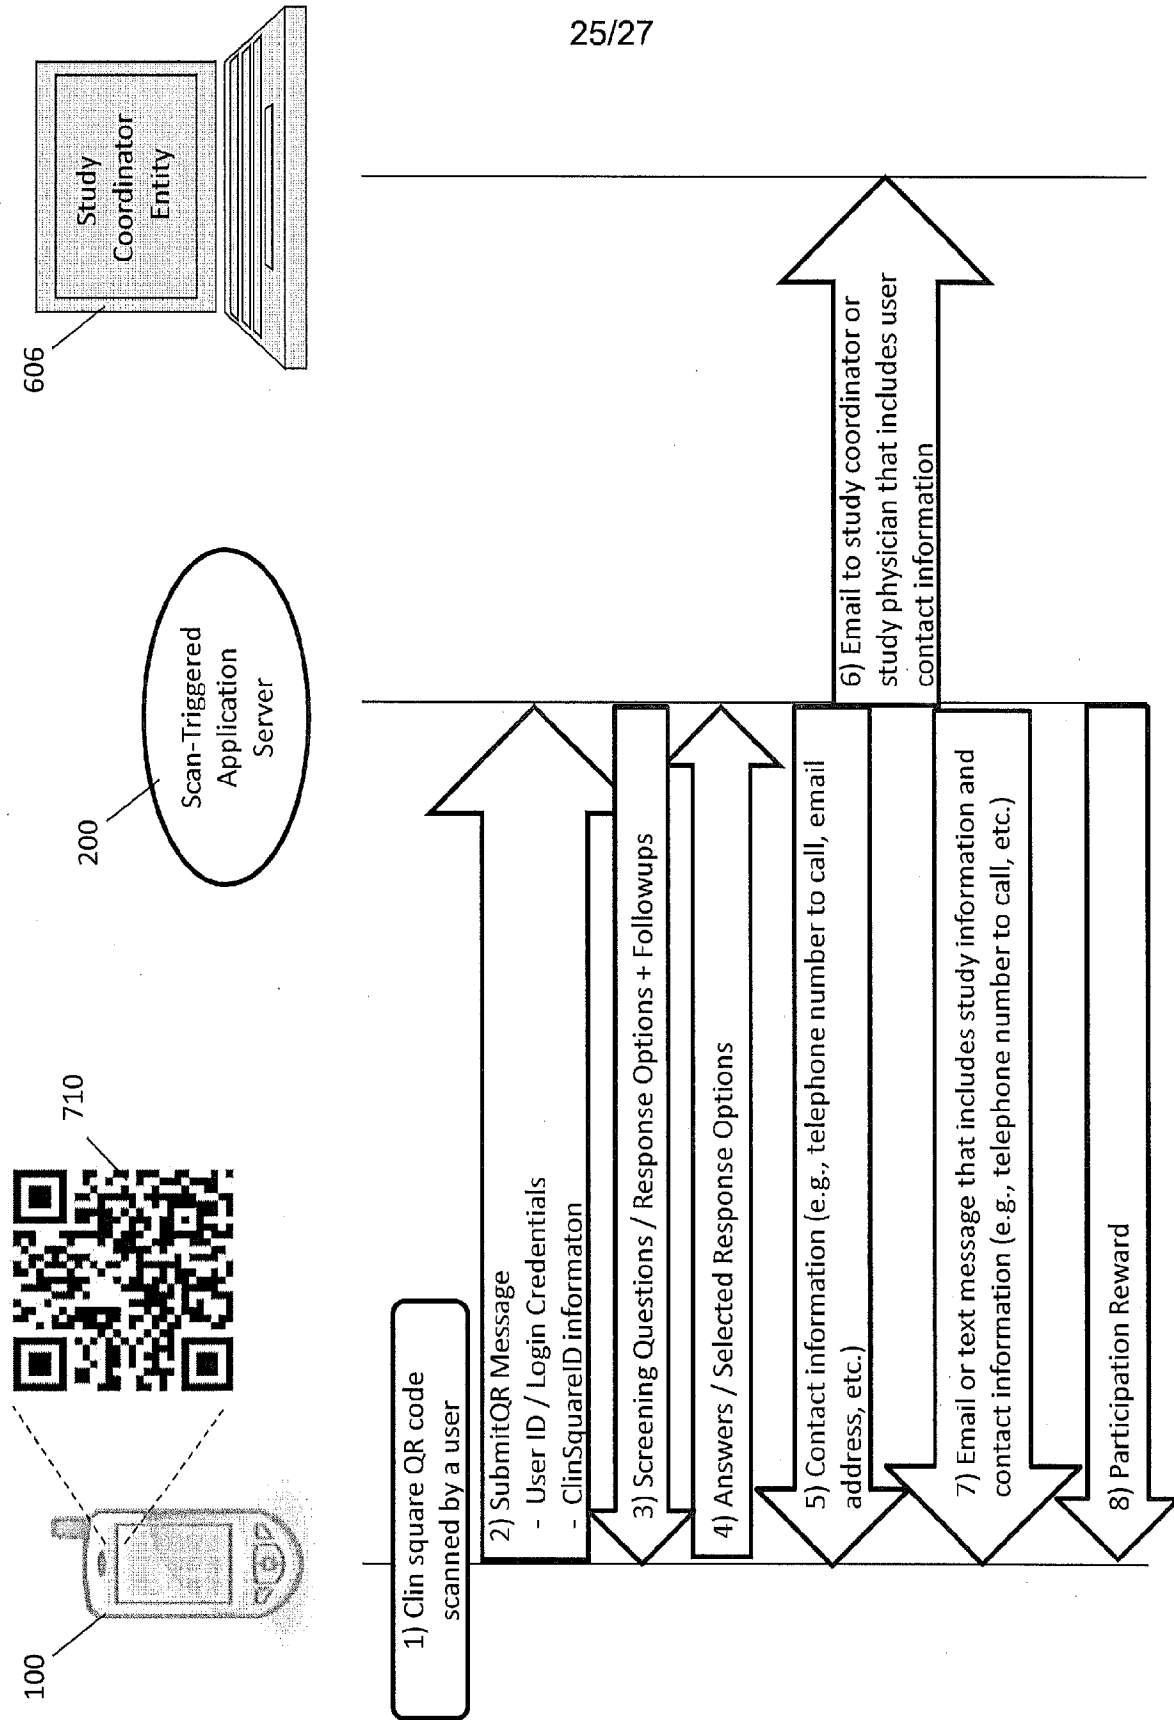 25/27
100
710
200
Scan-Triggered
Application
Server
606
Study
Coordinator
Entity
1) Clin square QR code
scanned by a user
2) SubmitQR Message
- User ID / Login Credentials
- ClinSquareID informaton
3) Screening Questions / Response Options + Followups
4) Answers / Selected Response Options
5) Contact information (e.g., telephone number to call, email
address, etc.)
6) Email to study coordinator or
study physician that includes user
contact information
7) Email or text message that includes study information and
contact information (e.g., telephone number to call, etc.)
8) Participation Reward